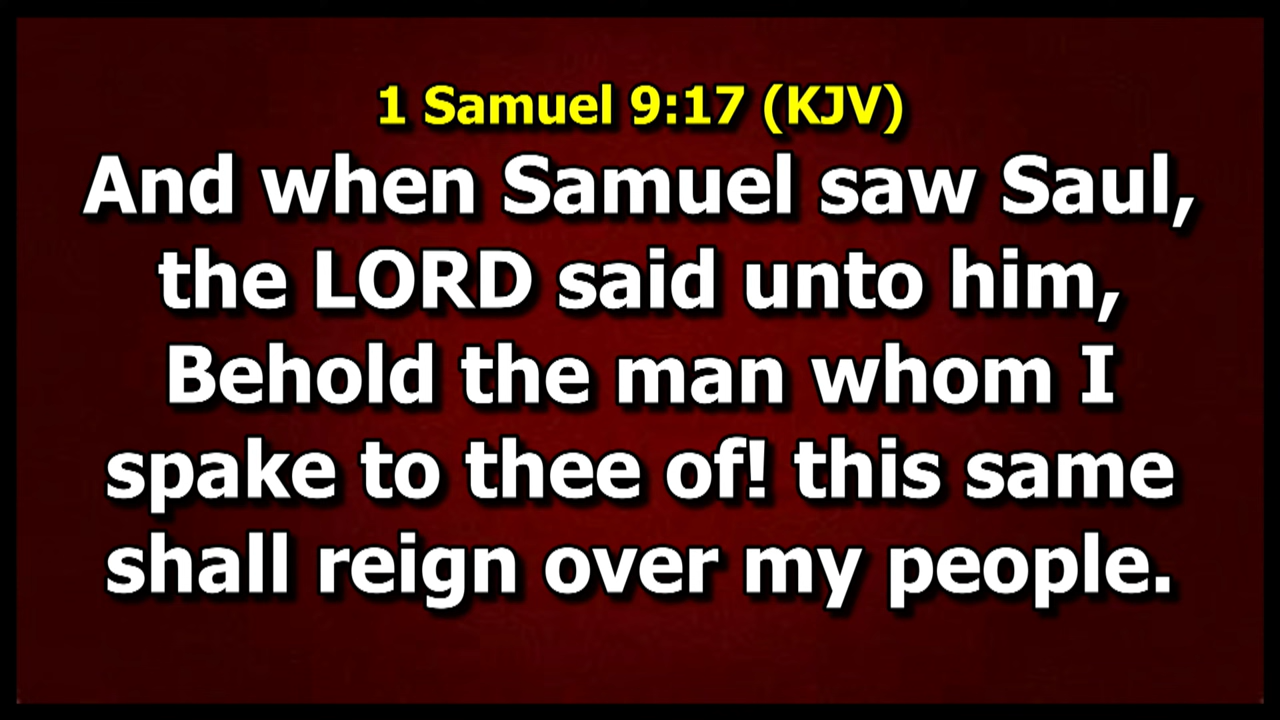 1 Samuel 9:17 (KJV)
And when Samuel saw Saul,
the LORD said unto him,
Behold the man whom I
spake to thee of! this same
shall reign over my people.